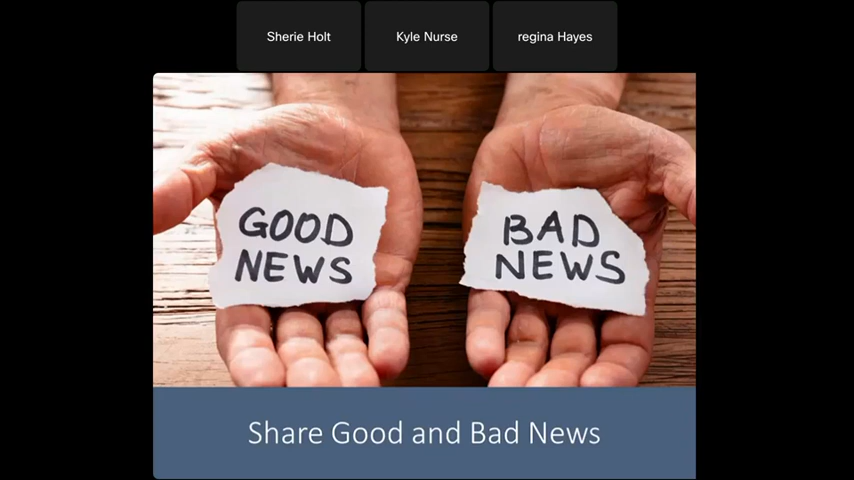 Sherie Holt
Kyle Nurse
regina Hayes
GOOD
NEWS
BAD
NEWS
Share Good and Bad News